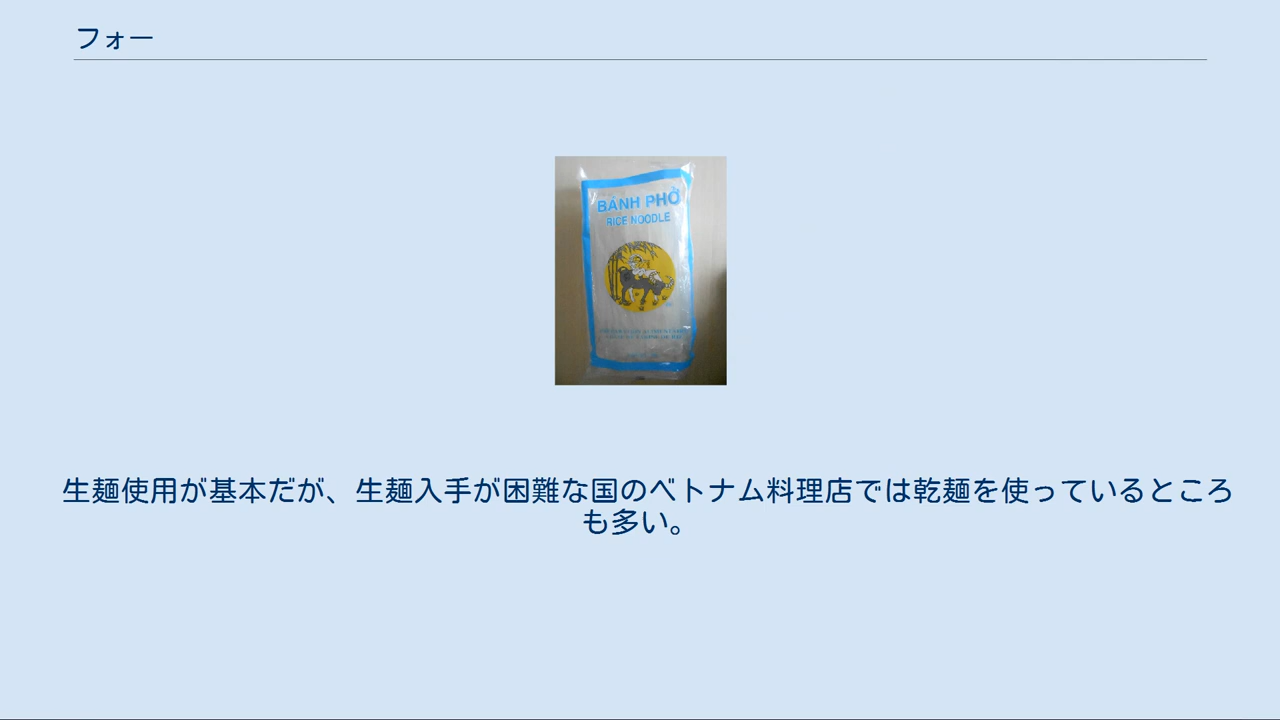 フォー
BÁNH PHỞ
RICE NOODLE
生麺使用が基本だが、生麺入手が困難な国のベトナム料理店では乾麺を使っているところ
も多い。